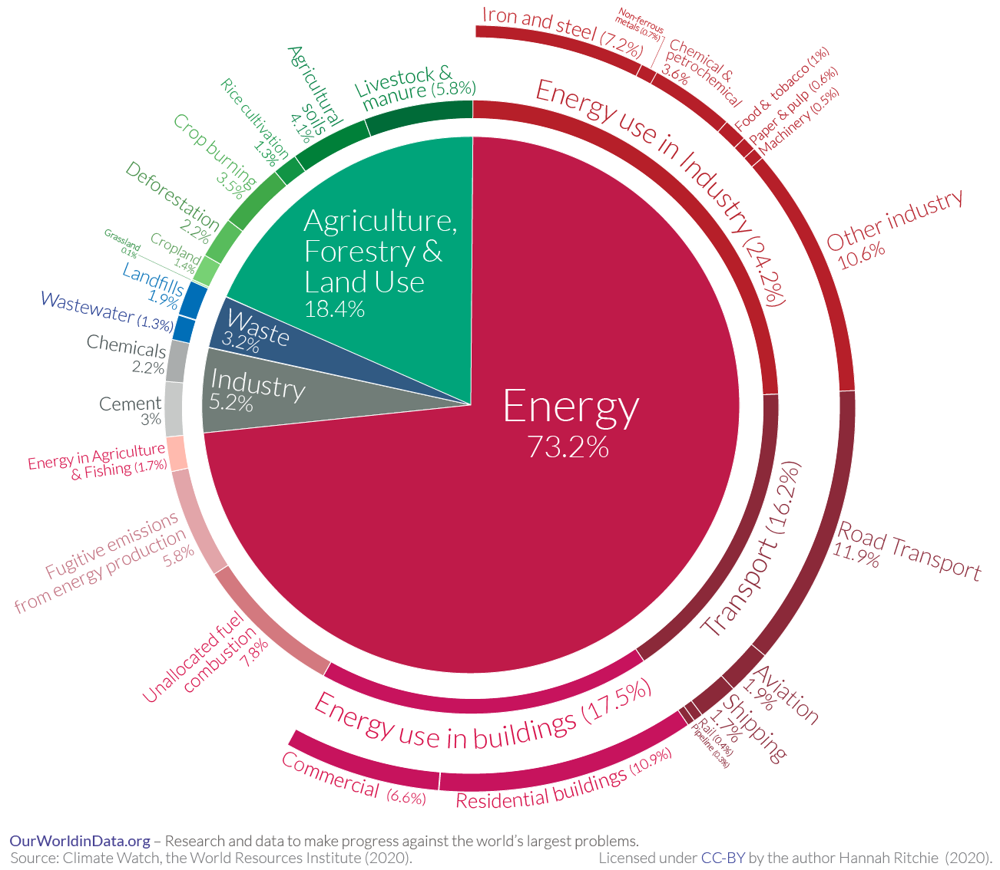 Iron and steel (7.2%)
Non-ferrous
metals (0.7%)
Chemical &
petrochemical
3.6%
Food & tobacco (1%)
Paper & pulp (0.6%)
Machinery (0.5%)
Other industry
10.6%
Energy use in Industry (24.2%)
Livestock &
manure (5.8%)
Agricultural
soils
4.1%
Rice cultivation
1.3%
Crop burning
3.5%
Deforestation
2.2%
Cropland
1.4%
Grassland
0.1%
Landfills
1.9%
Wastewater (1.3%)
Chemicals
2.2%
Cement
3%
Energy in Agriculture
& Fishing (1.7%)
Fugitive emissions
from energy production
5.8%
Unallocated fuel
combustion
7.8%
Agriculture,
Forestry &
Land Use
18.4%
Waste
3.2%
Industry
5.2%
Energy
73.2%
Transport (16.2%)
Road Transport
11.9%
Aviation
1.9%
Shipping
1.7%
Rail (0.4%)
Pipeline (0.3%)
Energy use in buildings (17.5%)
Commercial (6.6%)
Residential buildings (10.9%)
OurWorldinData.org – Research and data to make progress against the world's largest problems.
Source: Climate Watch, the World Resources Institute (2020).
Licensed under CC-BY by the author Hannah Ritchie (2020).